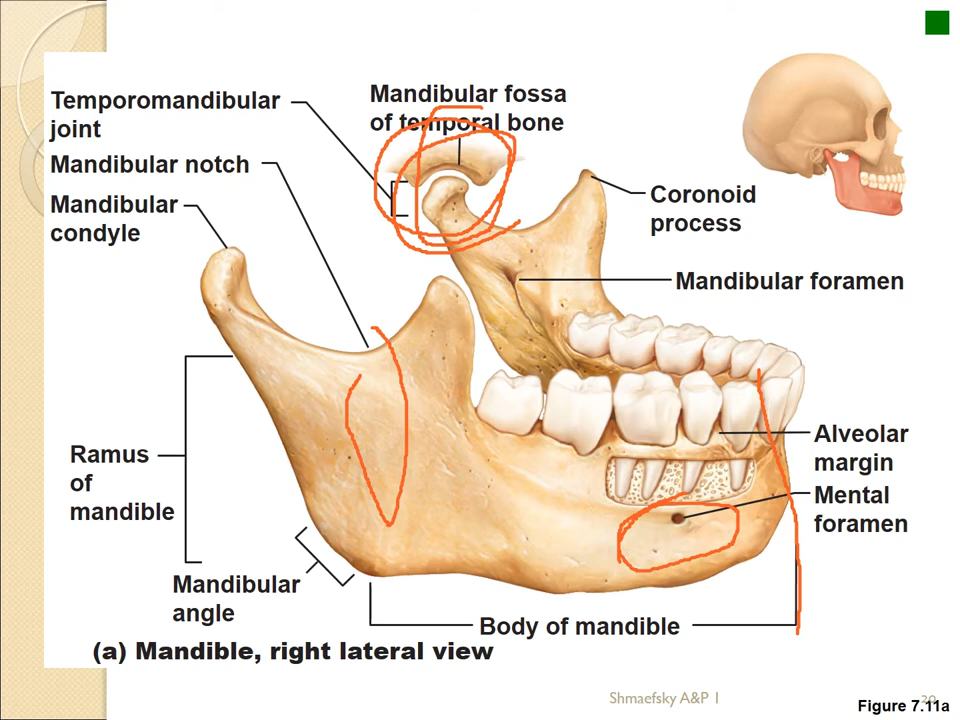 Temporomandibular
joint
Mandibular fossa
of temporal bone
Mandibular notch
Mandibular
condyle
Coronoid
process
Mandibular foramen
Ramus
of
mandible
Alveolar
margin
Mental
foramen
Mandibular
angle
Body of mandible
(a) Mandible, right lateral view
Shmaefsky A&P 1
Figure 7.11a